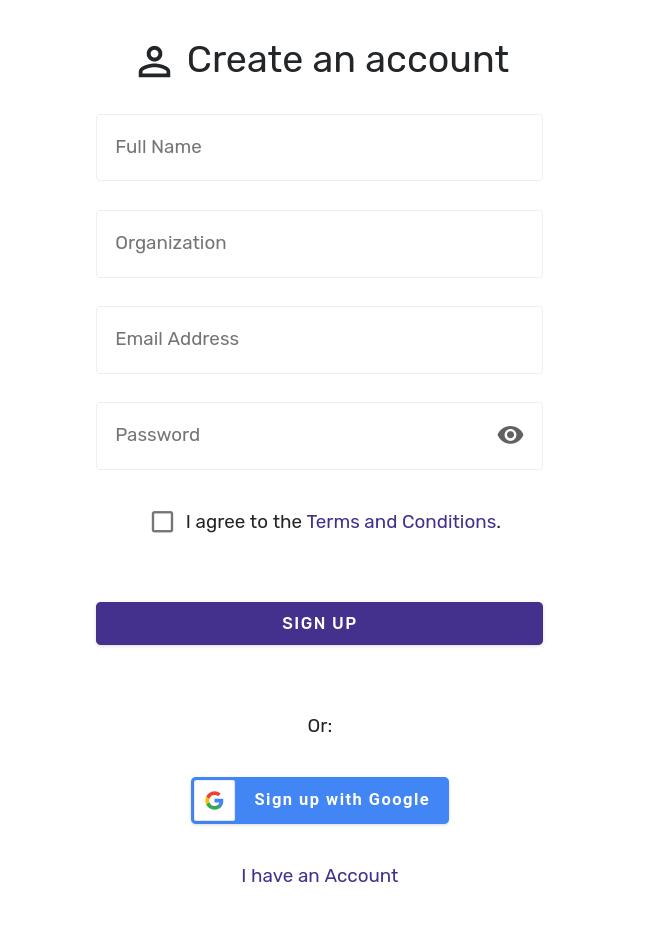 Create an account
Full Name
Organization
Email Address
Password
I agree to the Terms and Conditions.
SIGN UP
Or:
Sign up with Google
I have an Account